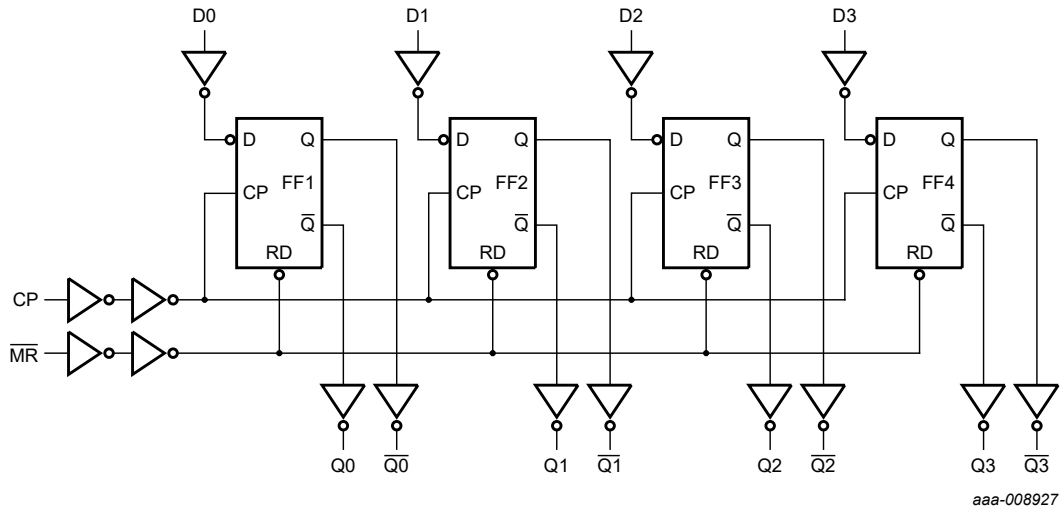 D0 D1 D2 D3
D Q D Q D Q D Q
FF1 FF2 FF3 FF4
CP CP CP CP
Q̅ Q̅ Q̅ Q̅
RD RD RD RD
CP
M̅R̅
Q0 Q̅0̅ Q1 Q̅1̅ Q2 Q̅2̅ Q3 Q̅3̅
aaa-008927